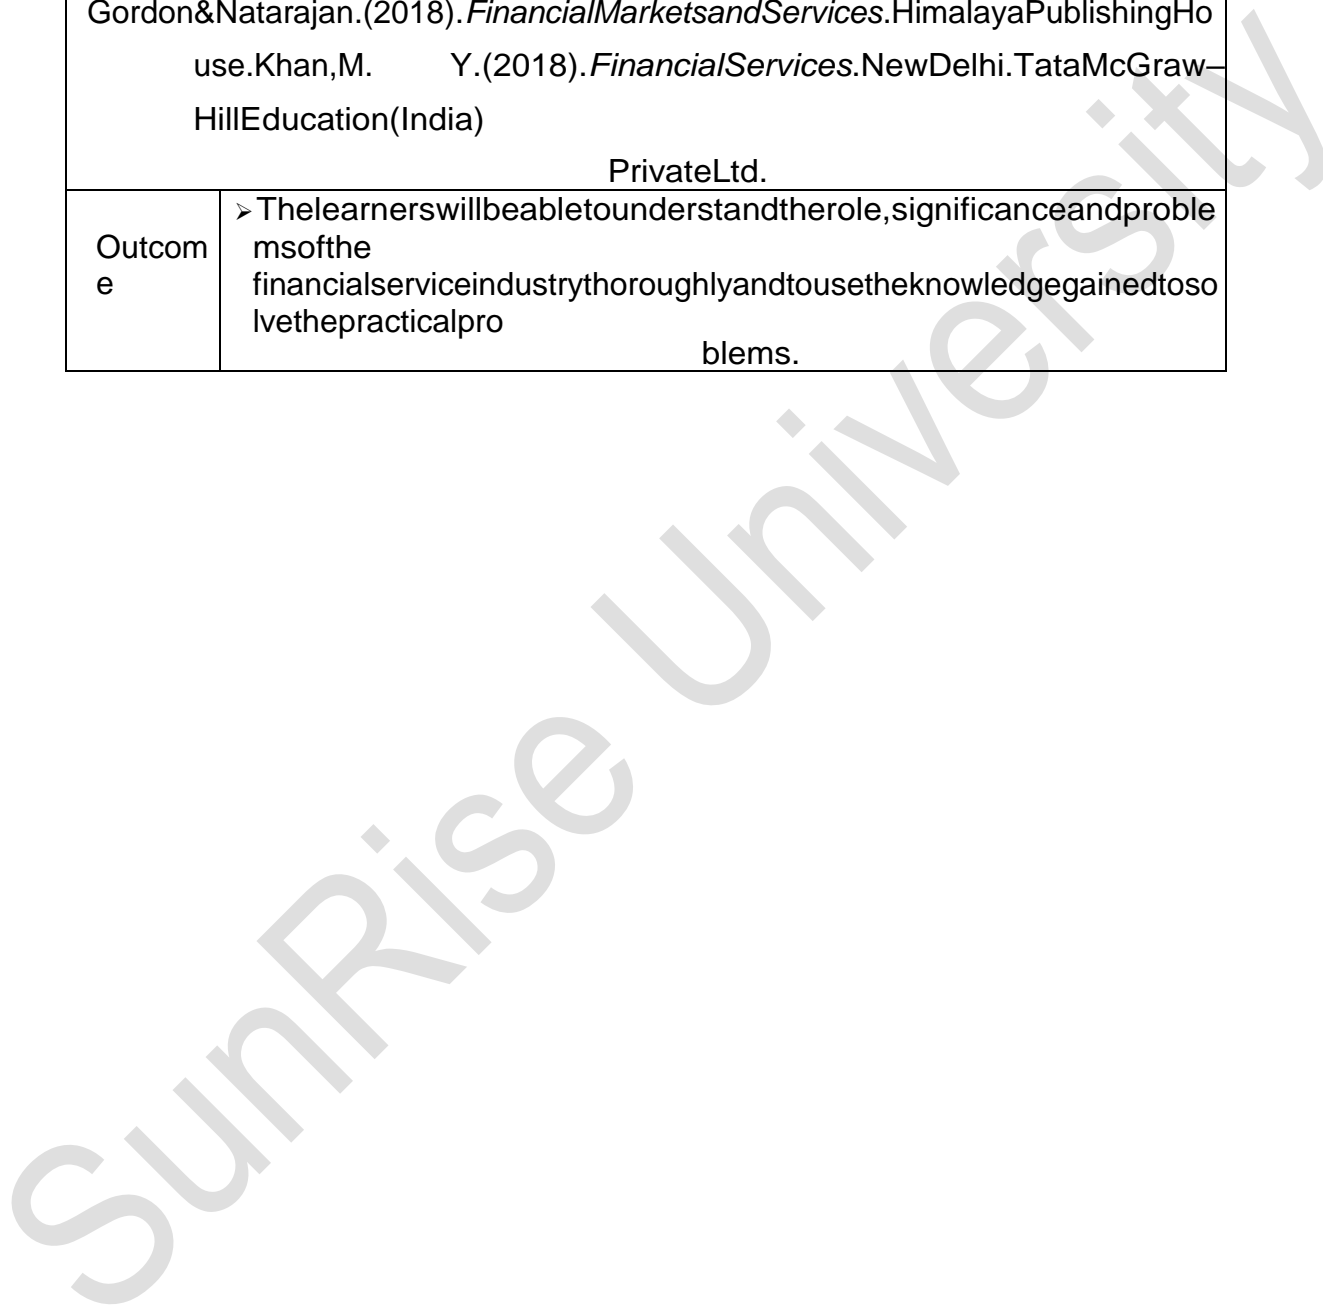 Gordon&Natarajan.(2018).FinancialMarketsandServices.HimalayaPublishingHo
use.Khan,M. Y.(2018).FinancialServices.NewDelhi.TataMcGraw–
HillEducation(India)
PrivateLtd.
Outcom
e
➢Thelearnerswillbeabletounderstandtherole,significanceandproble
msofthe
financialserviceindustrythoroughlyandtousetheknowledgegainedtoso
lvethepracticalpro
blems.
SunRise University